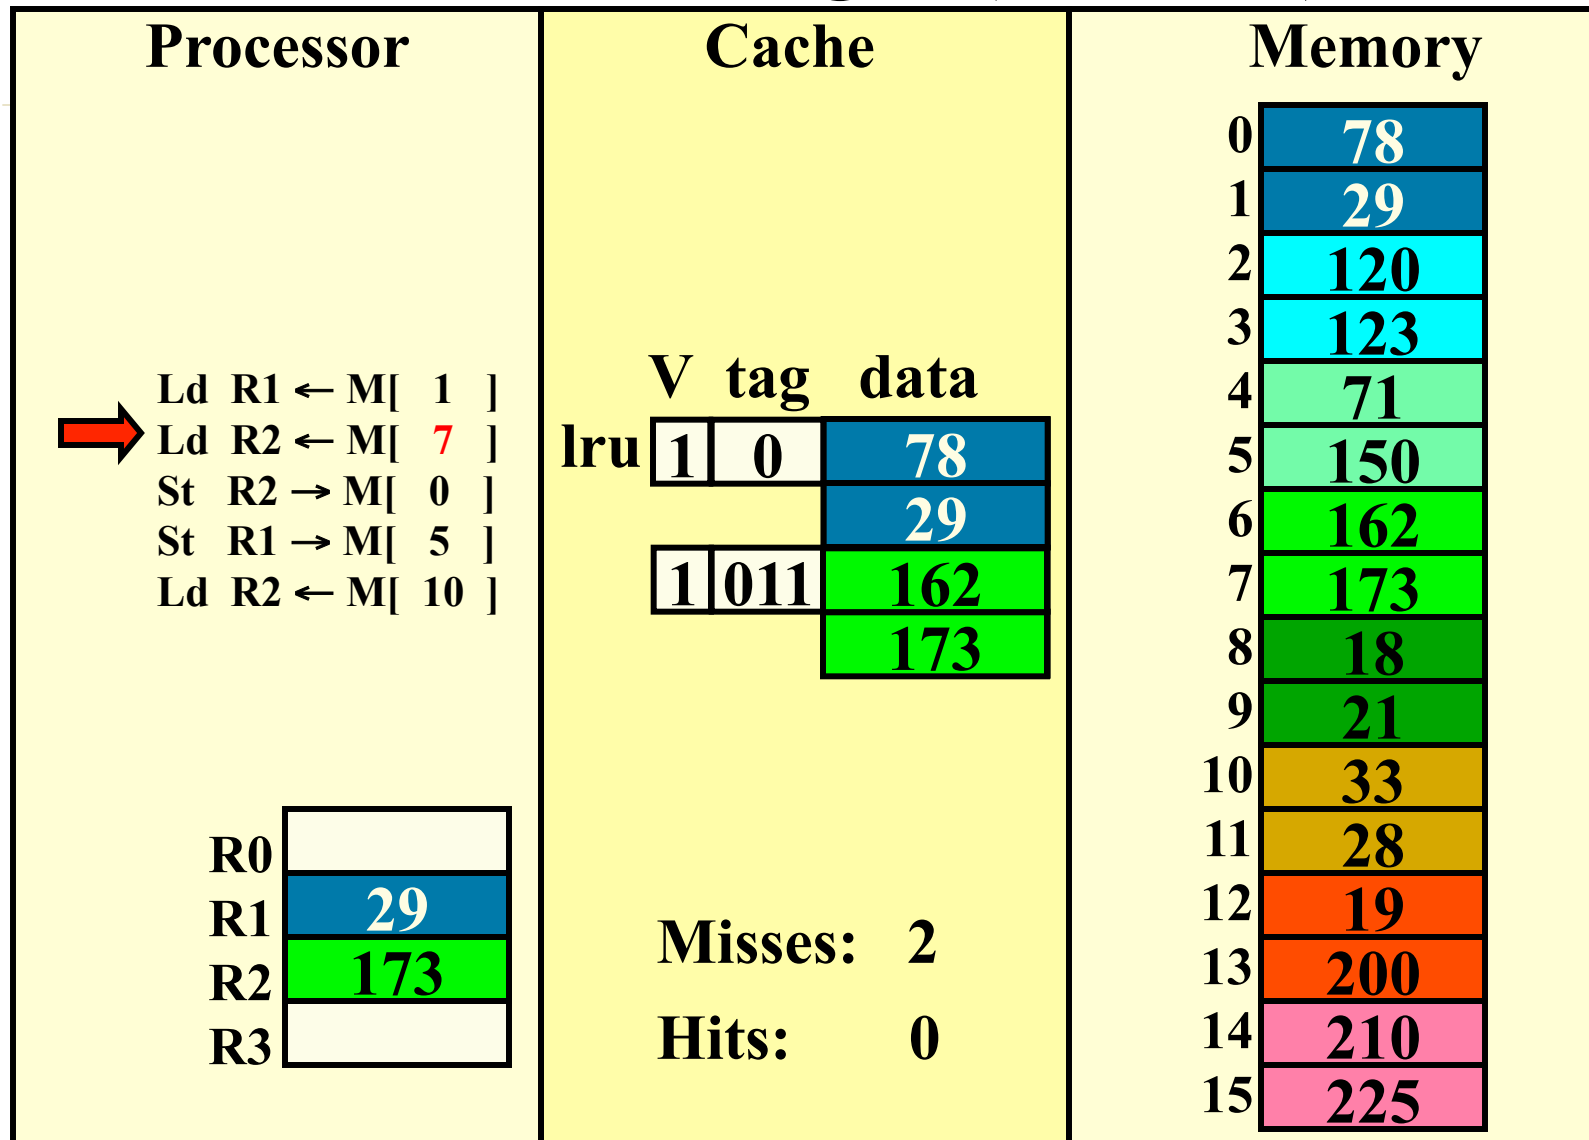 Processor
Ld R1 ← M[ 1 ]
Ld R2 ← M[ 7 ]
St R2 → M[ 0 ]
St R1 → M[ 5 ]
Ld R2 ← M[ 10 ]
R0
R1 29
R2 173
R3
Cache
V tag data
lru 1 0 78
29
1 011 162
173
Misses: 2
Hits: 0
Memory
0 78
1 29
2 120
3 123
4 71
5 150
6 162
7 173
8 18
9 21
10 33
11 28
12 19
13 200
14 210
15 225